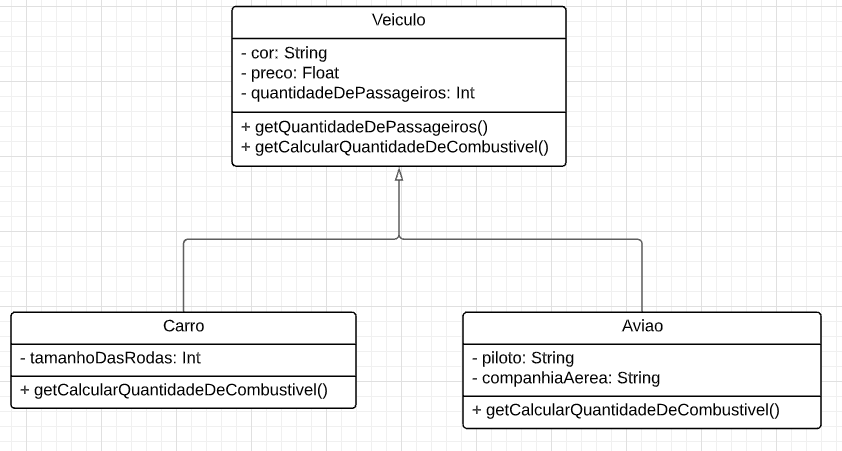 Veiculo
- cor: String
- preco: Float
- quantidadeDePassageiros: Int
+ getQuantidadeDePassageiros()
+ getCalcularQuantidadeDeCombustivel()
Carro
- tamanhoDasRodas: Int
+ getCalcularQuantidadeDeCombustivel()
Aviao
- piloto: String
- companhiaAerea: String
+ getCalcularQuantidadeDeCombustivel()